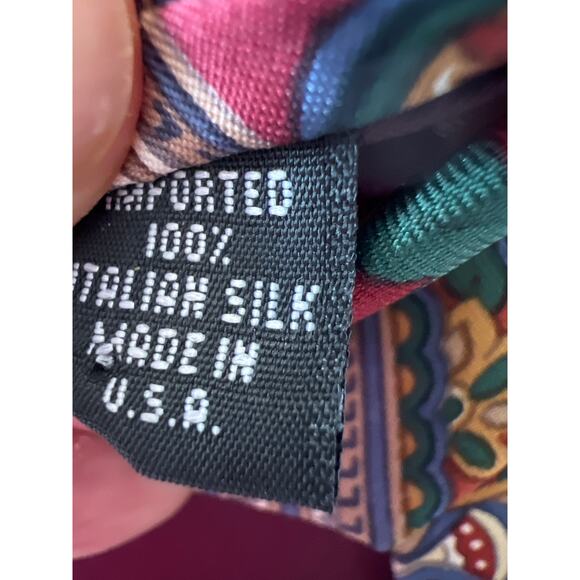 IMPORTED
100%
ITALIAN SILK
MADE IN
U.S.A.